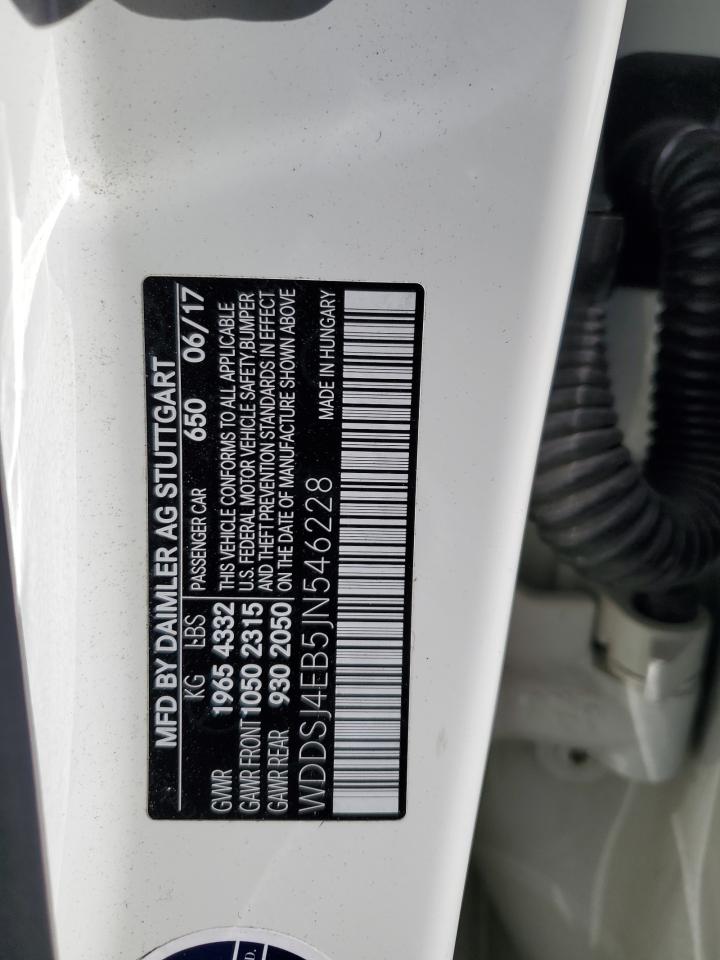 MFD BY DAIMLER AG STUTTGART
KG LBS PASSENGER CAR 650 06/17
GVWR 1965 4332 THIS VEHICLE CONFORMS TO ALL APPLICABLE
GAWR FRONT 1050 2315 U.S. FEDERAL MOTOR VEHICLE SAFETY, BUMPER
GAWR REAR 930 2050 AND THEFT PREVENTION STANDARDS IN EFFECT
ON THE DATE OF MANUFACTURE SHOWN ABOVE
WDDSJ4EB5JN546228 MADE IN HUNGARY